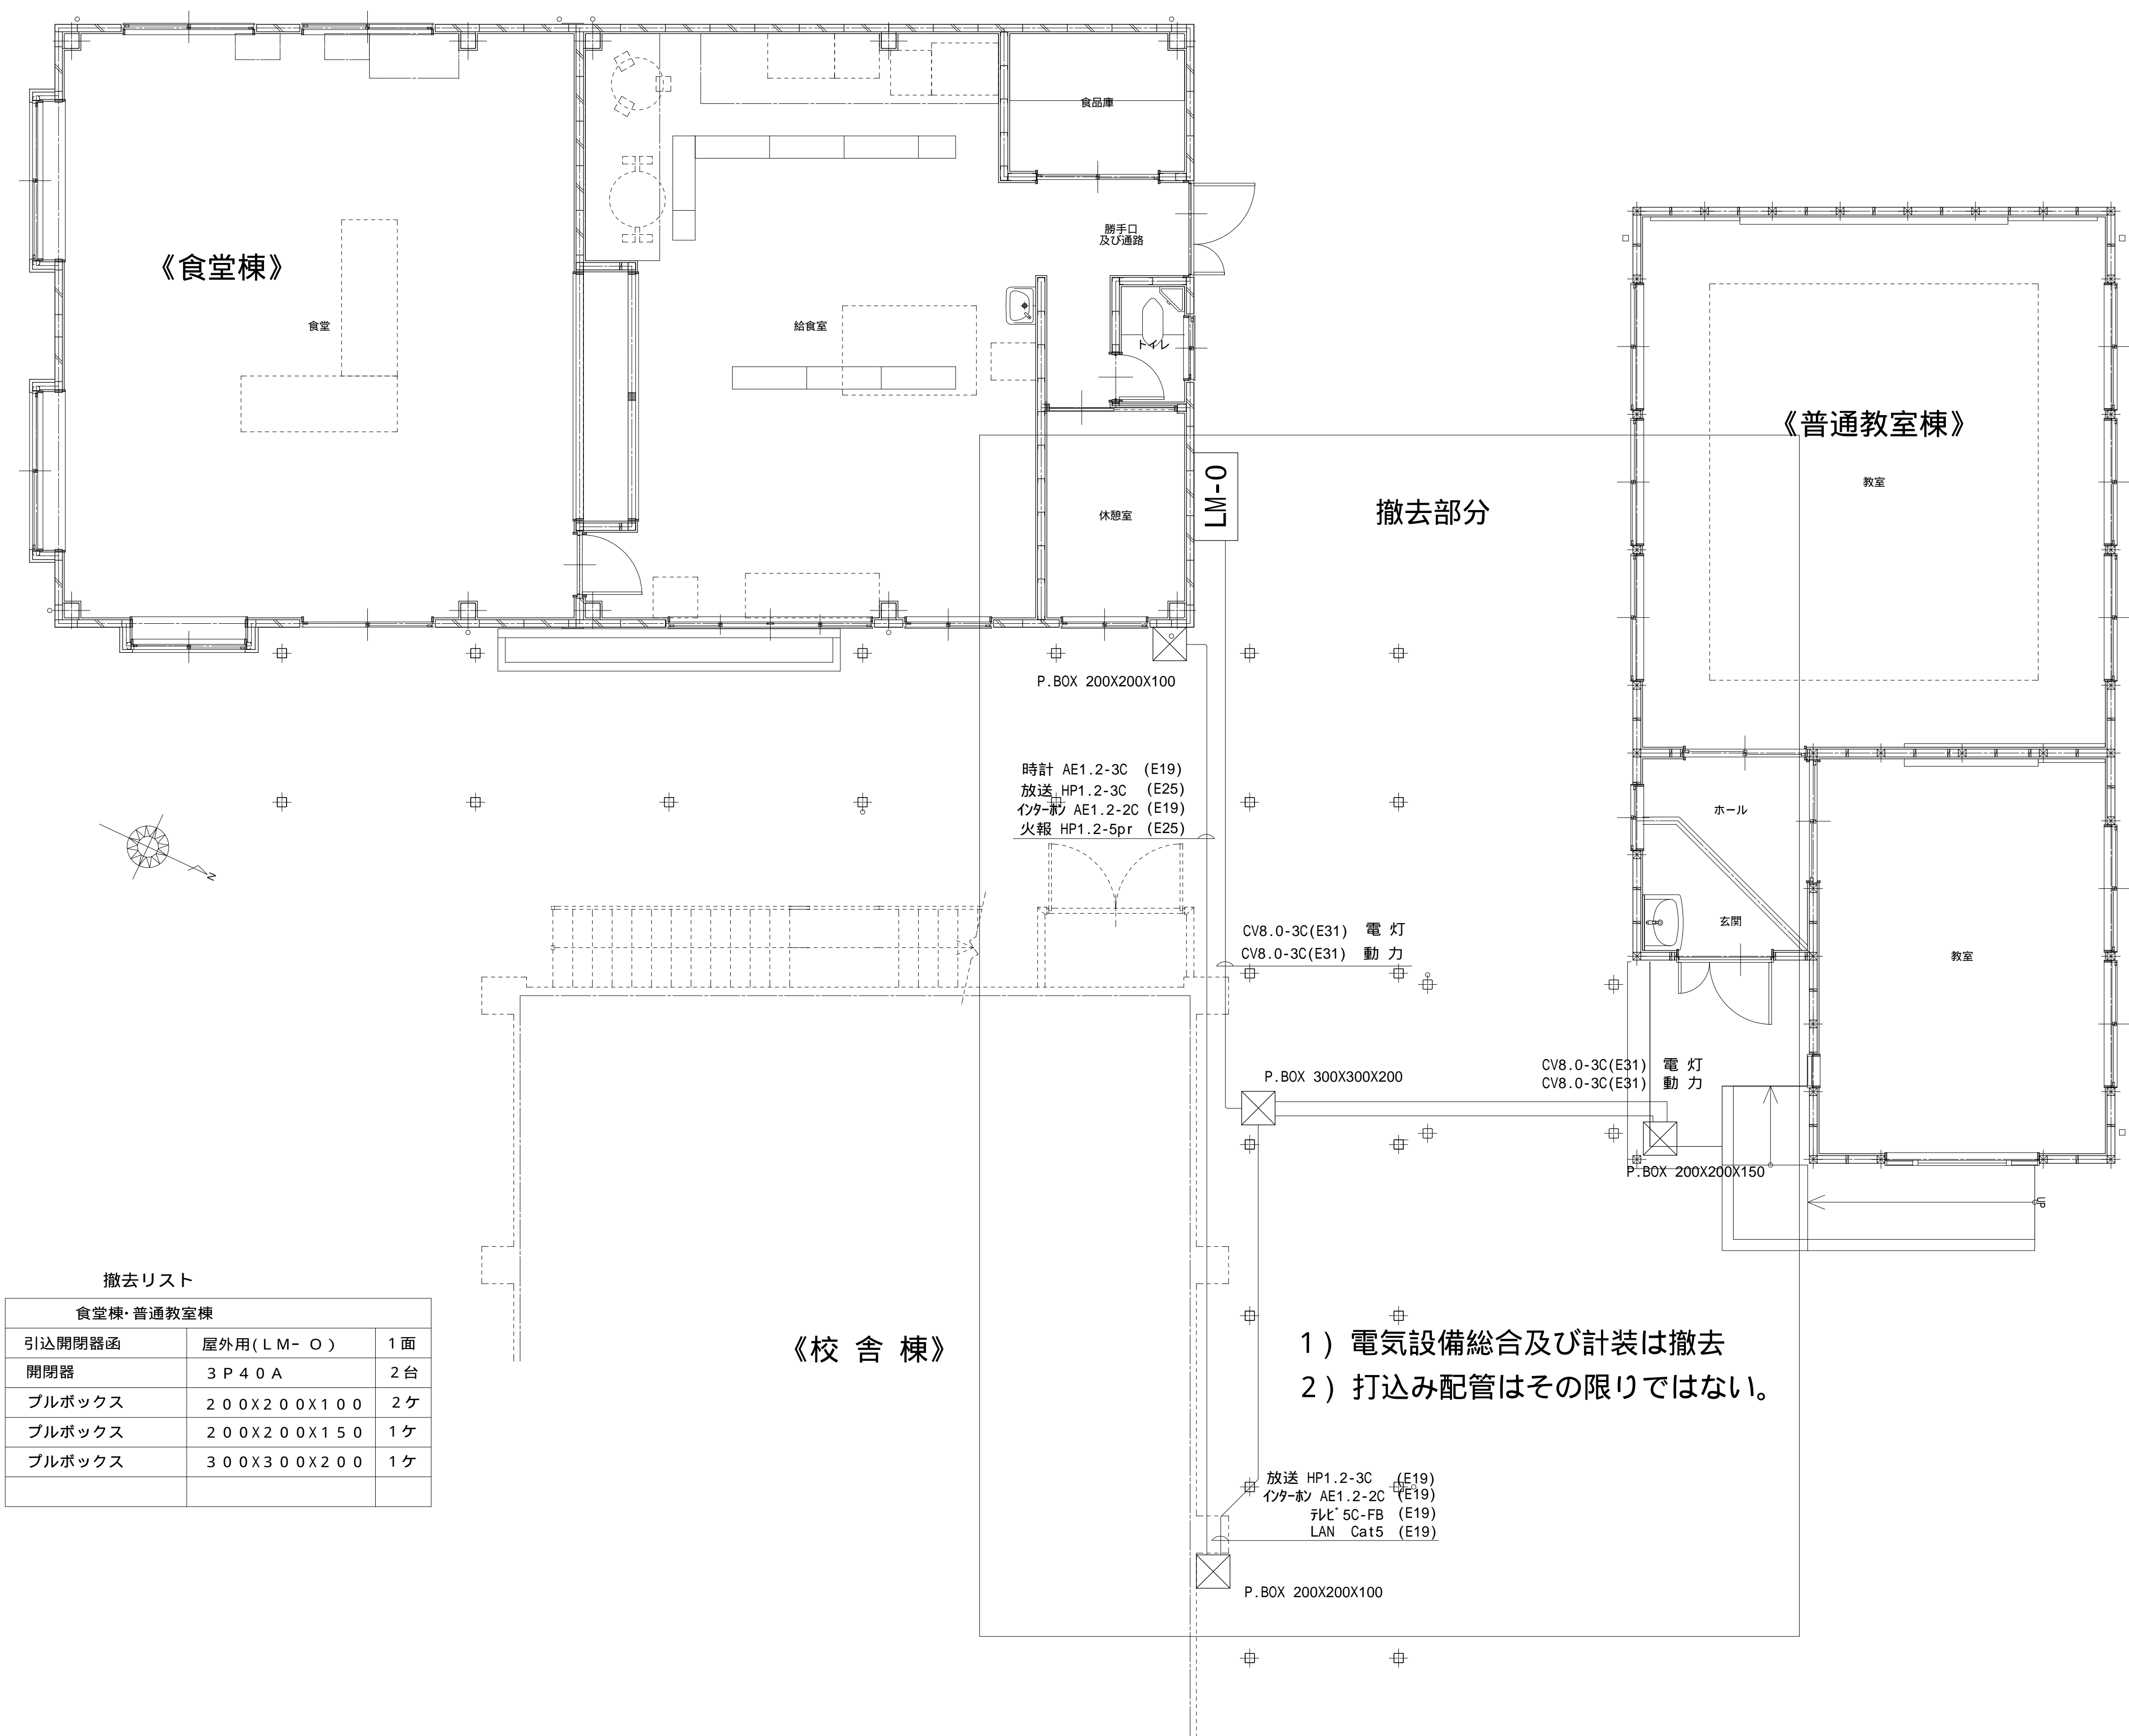 食品庫
勝手口
及び通路
《食堂棟》
食堂
給食室
トイレ
《普通教室棟》
教室
LM-O
撤去部分
休憩室
P.BOX 200X200X100
時計 AE1.2-3C (E19)
放送 HP1.2-3C (E25)
ｲﾝﾀｰﾎﾝ AE1.2-2C (E19)
火報 HP1.2-5pr (E25)
ホール
N
玄関
CV8.0-3C(E31) 電 灯
CV8.0-3C(E31) 動 力
教室
CV8.0-3C(E31) 電 灯
CV8.0-3C(E31) 動 力
P.BOX 300X300X200
P.BOX 200X200X150
UP
撤去リスト
食堂棟･普通教室棟
引込開閉器函 屋外用(ＬＭ－ Ｏ) 1面
開閉器 ３Ｐ４０Ａ 2台
プルボックス ２００Ｘ２００Ｘ１００ 2ケ
プルボックス ２００Ｘ２００Ｘ１５０ 1ケ
プルボックス ３００Ｘ３００Ｘ２００ 1ケ
《校 舎 棟》
1) 電気設備総合及び計装は撤去
2) 打込み配管はその限りではない。
放送 HP1.2-3C (E19)
ｲﾝﾀｰﾎﾝ AE1.2-2C (E19)
ﾃﾚﾋﾞ 5C-FB (E19)
LAN Cat5 (E19)
P.BOX 200X200X100